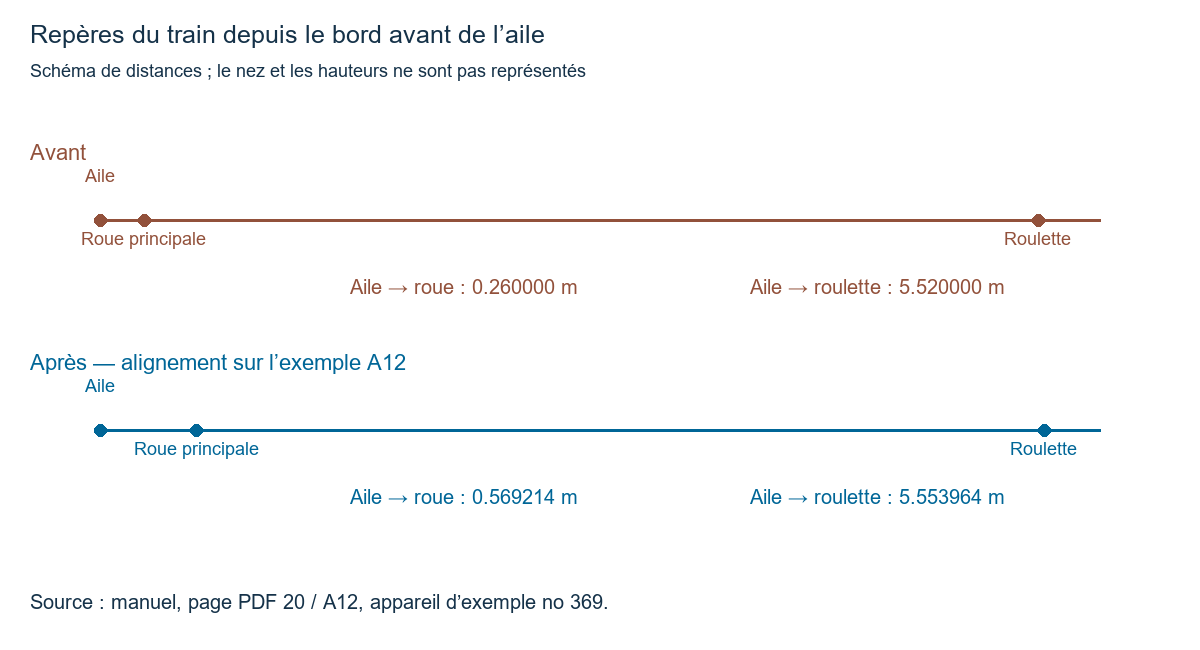 Repères du train depuis le bord avant de l’aile
Schéma de distances ; le nez et les hauteurs ne sont pas représentés
Avant
Aile
Roue principale
Roulette
Aile → roue : 0.260000 m
Aile → roulette : 5.520000 m
Après — alignement sur l’exemple A12
Aile
Roue principale
Roulette
Aile → roue : 0.569214 m
Aile → roulette : 5.553964 m
Source : manuel, page PDF 20 / A12, appareil d’exemple no 369.